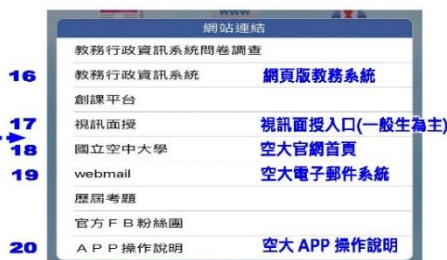 www
網站連結
教務行政資訊系統問卷調查
16 教務行政資訊系統 網頁版教務系統
創課平台
17 視訊面授 視訊面授入口(一般生為主)
18 國立空中大學 空大官網首頁
19 webmail 空大電子郵件系統
歷屆考題
官方ＦＢ粉絲團
20 ＡＰＰ操作說明 空大 APP 操作說明